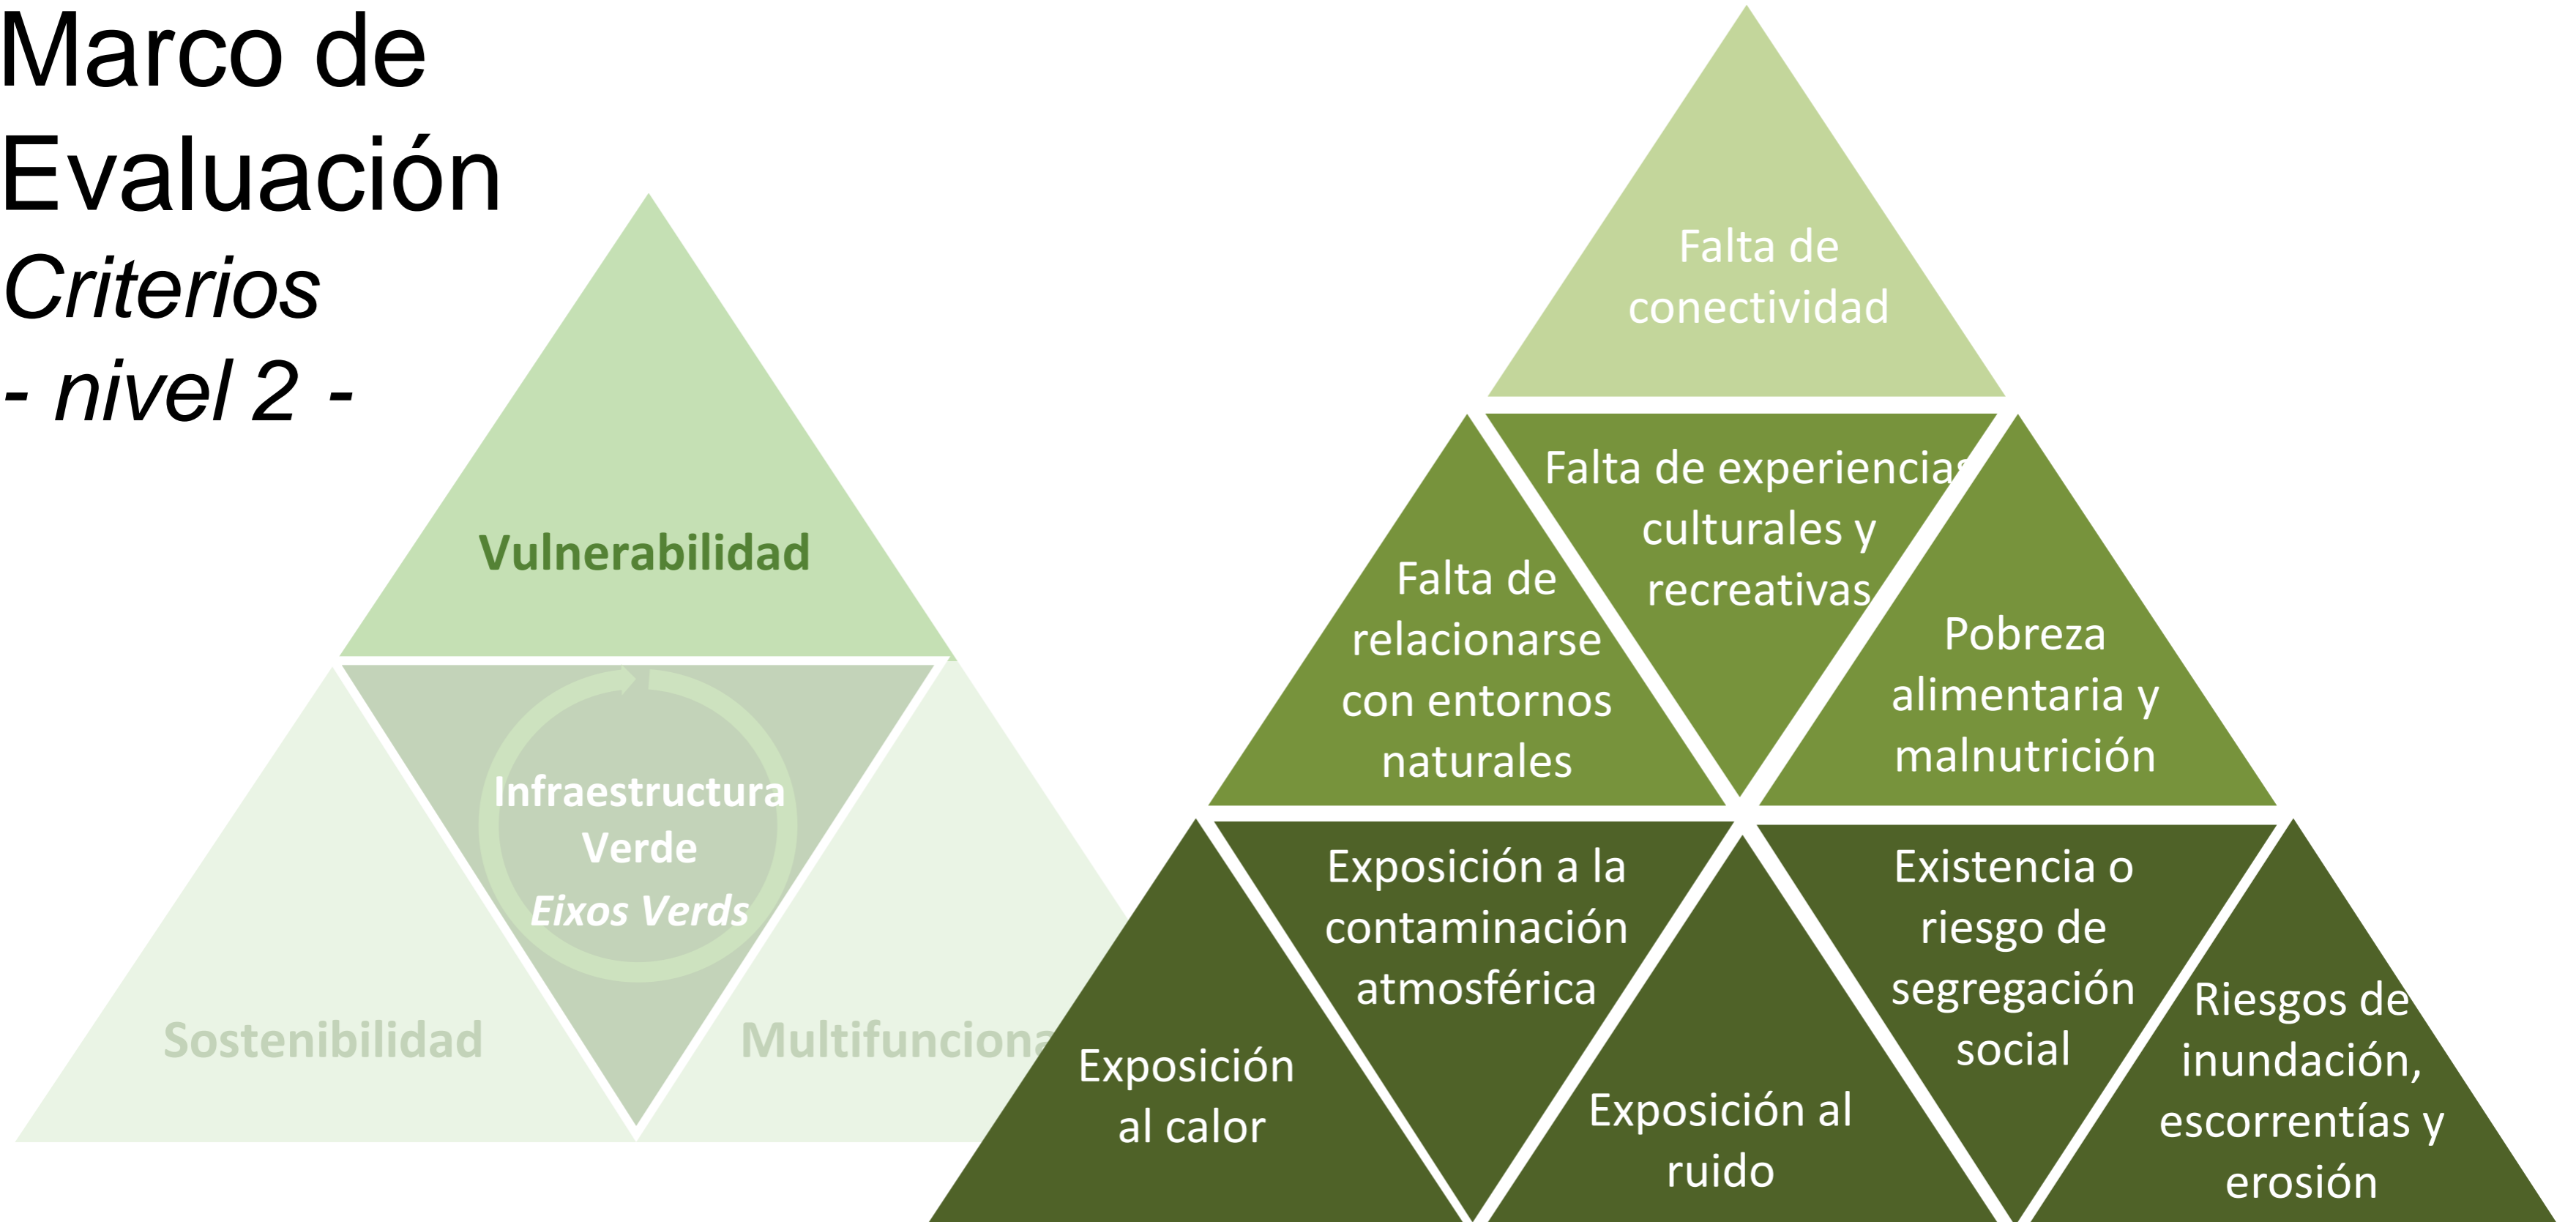 Marco de
Evaluación
Criterios
- nivel 2 -
Vulnerabilidad
Infraestructura
Verde
Eixos Verds
Sostenibilidad
Multifunciona
Falta de
conectividad
Falta de experiencias
culturales y
recreativas
Falta de
relacionarse
con entornos
naturales
Pobreza
alimentaria y
malnutrición
Exposición
al calor
Exposición a la
contaminación
atmosférica
Exposición al
ruido
Existencia o
riesgo de
segregación
social
Riesgos de
inundación,
escorrentías y
erosión